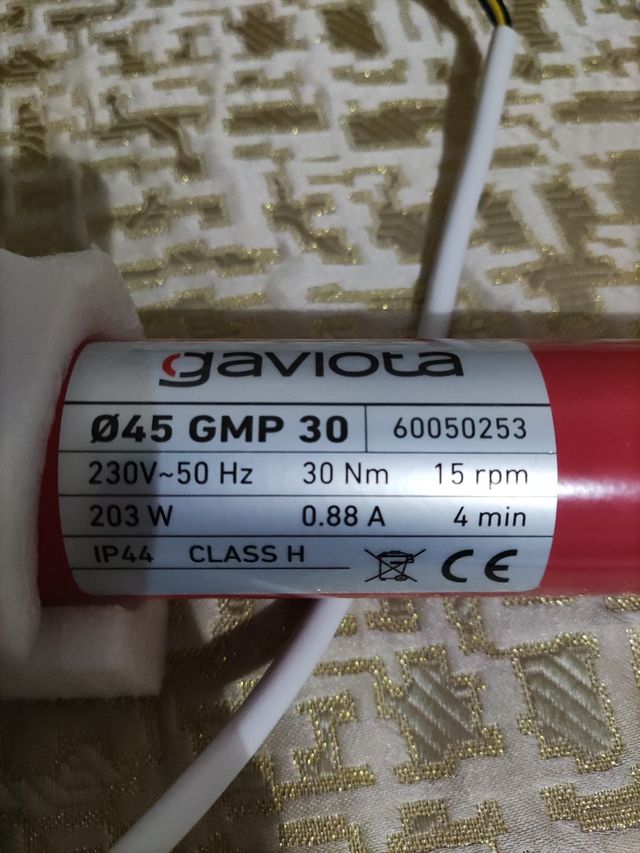 gaviota
Ø45 GMP 30 60050253
230V~50 Hz 30 Nm 15 rpm
203 W 0.88 A 4 min
IP44 CLASS H CE